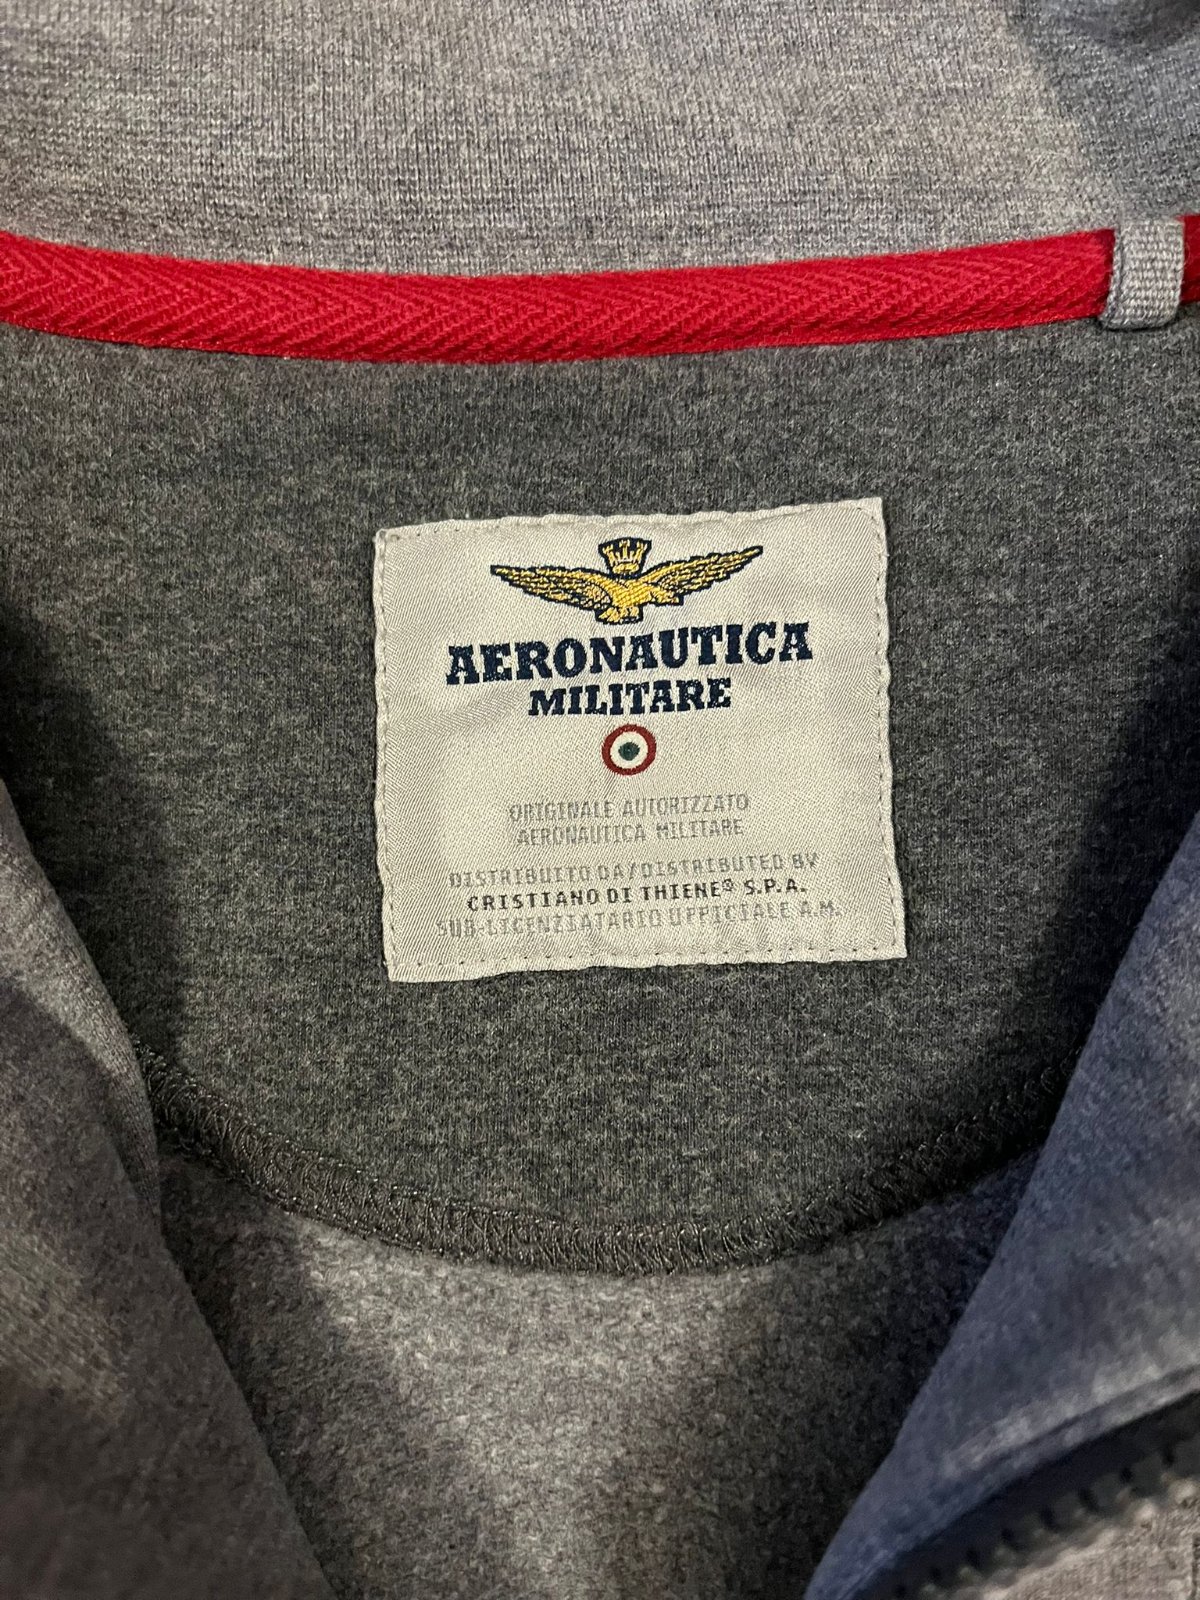 AERONAUTICA
MILITARE
ORIGINALE AUTORIZZATO
AERONAUTICA MILITARE
DISTRIBUITO DA/DISTRIBUTED BY
CRISTIANO DI THIENE® S.P.A.
SUB-LICENZIATARIO UFFICIALE A.M.